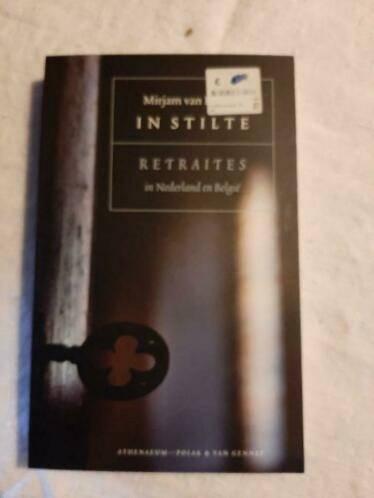 Mirjam van
IN STILTE
RETRAITES
in Nederland en België
ATHENAEUM—POLAK & VAN GENNEP